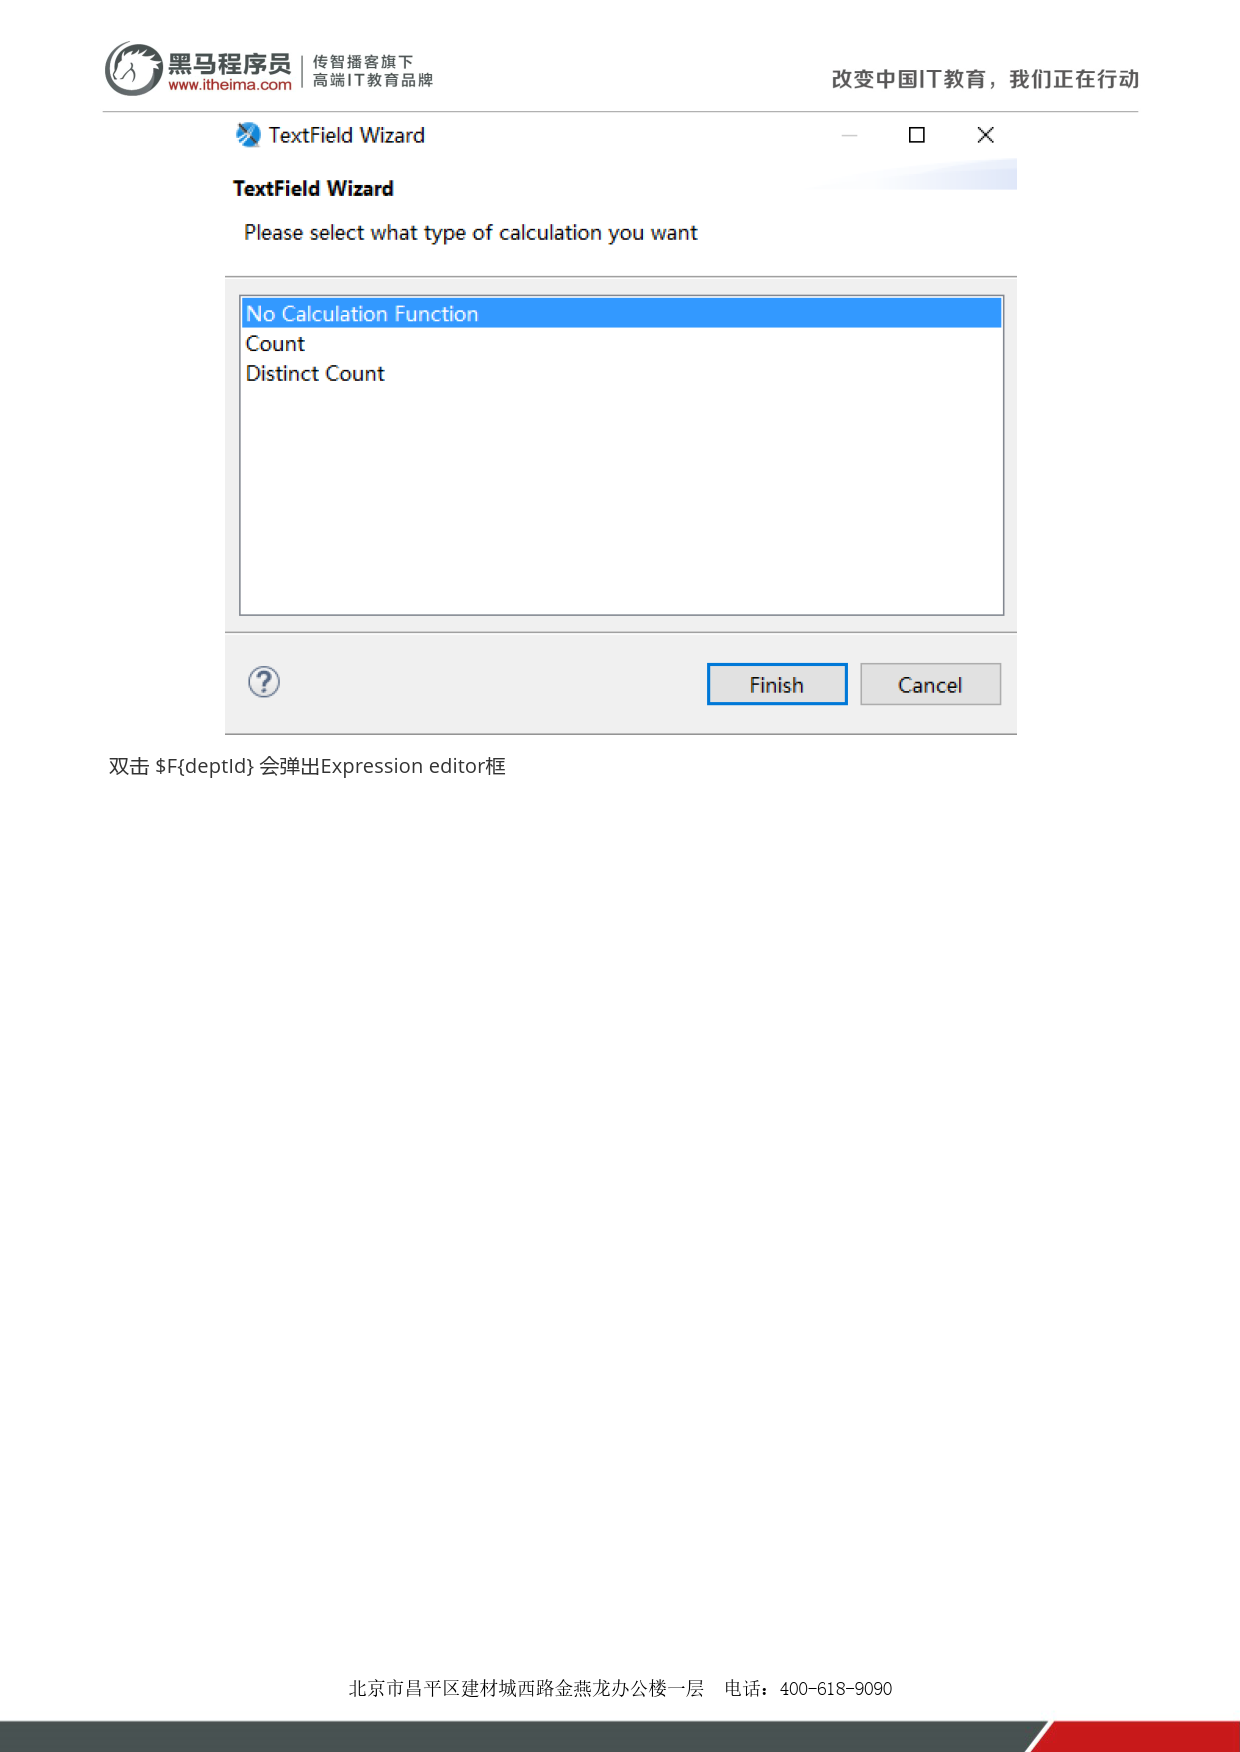 黑马程序员
www.itheima.com
传智播客旗下
高端IT教育品牌
改变中国IT教育，我们正在行动
TextField Wizard
TextField Wizard
Please select what type of calculation you want
No Calculation Function
Count
Distinct Count
Finish
Cancel
双击 $F{deptId} 会弹出Expression editor框
北京市昌平区建材城西路金燕龙办公楼一层 电话：400-618-9090